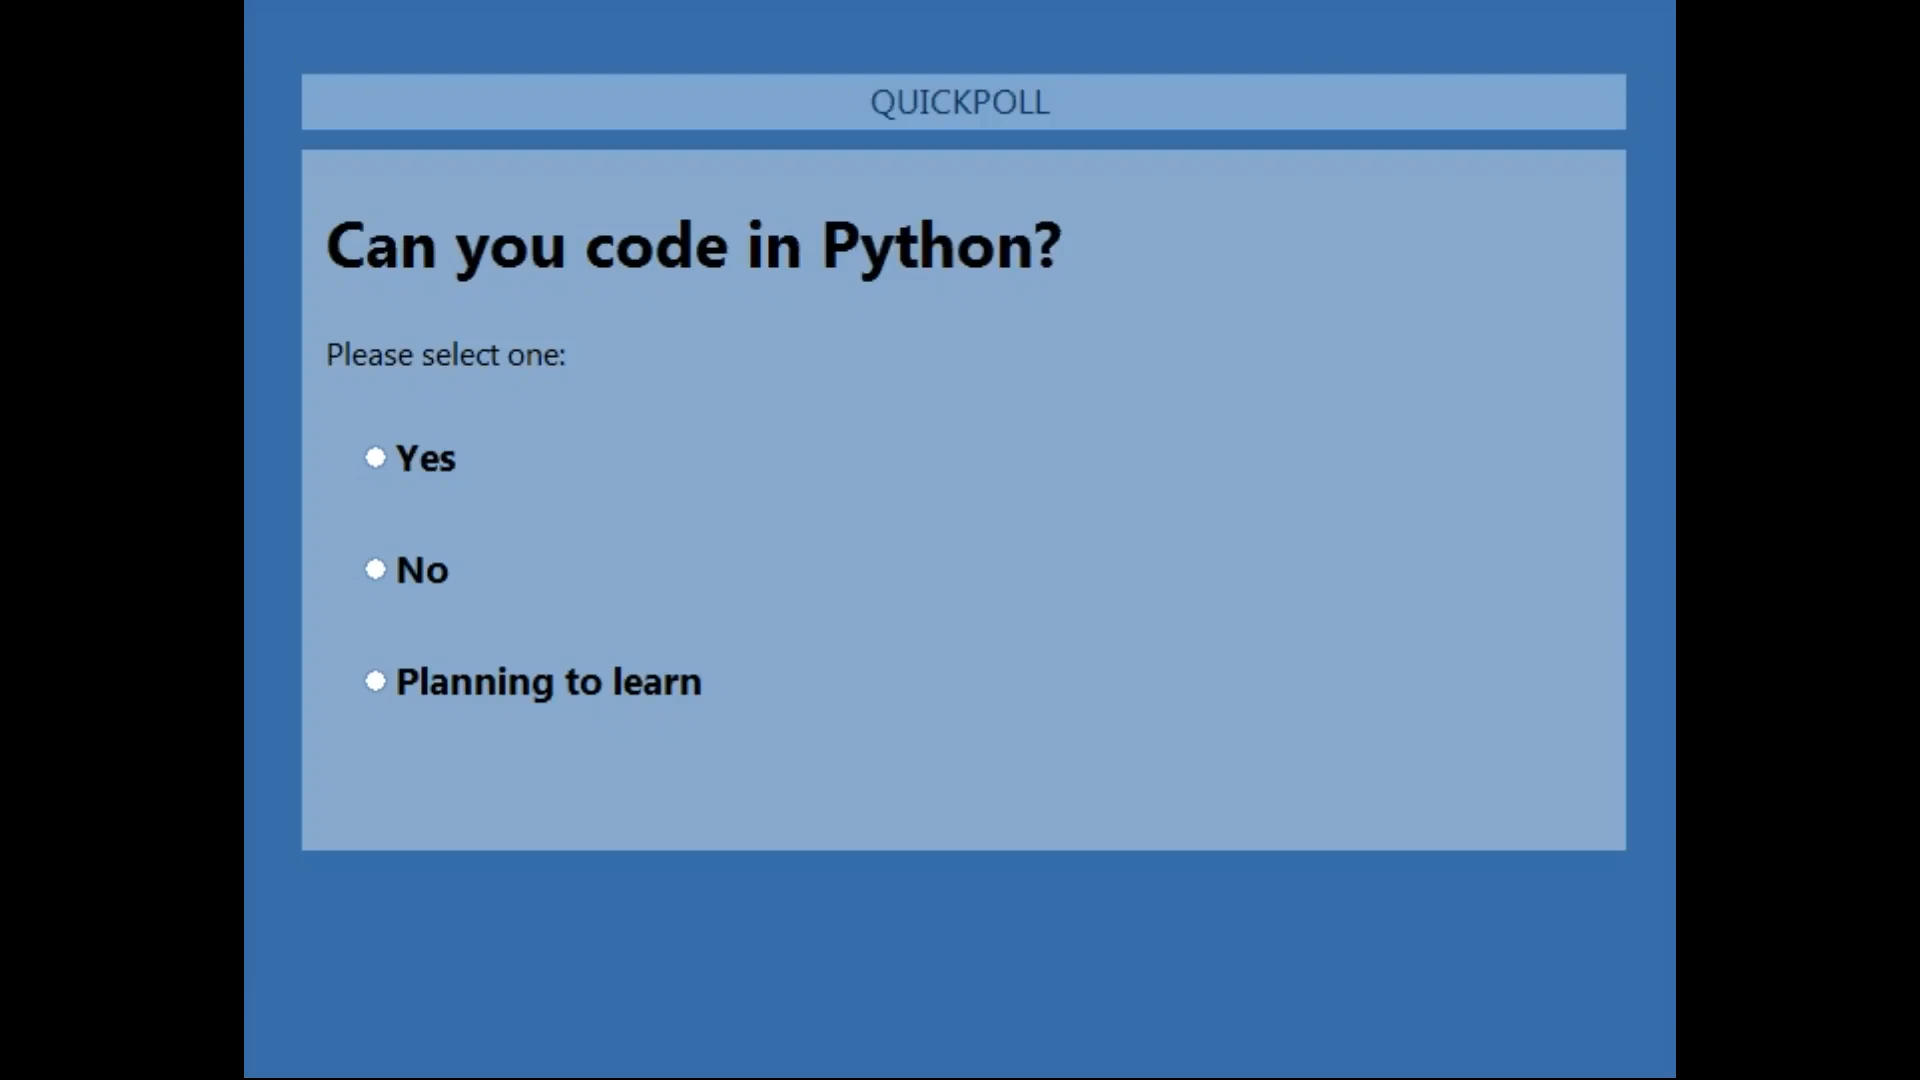 QUICKPOLL
Can you code in Python?
Please select one:
Yes
No
Planning to learn